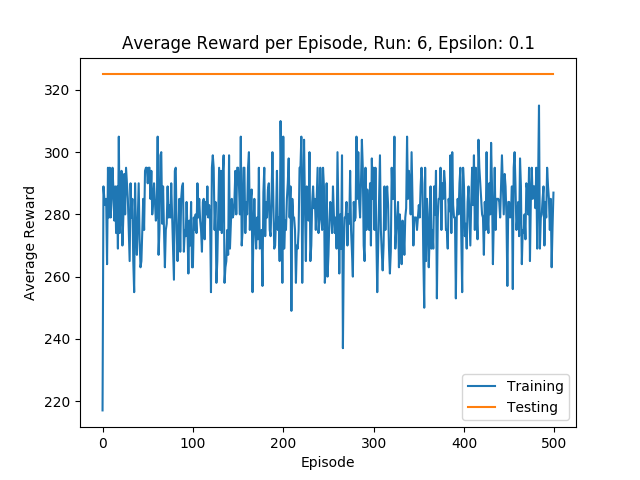 Average Reward per Episode, Run: 6, Epsilon: 0.1
320
300
280
260
240
220
Average Reward
0 100 200 300 400 500
Episode
Training
Testing